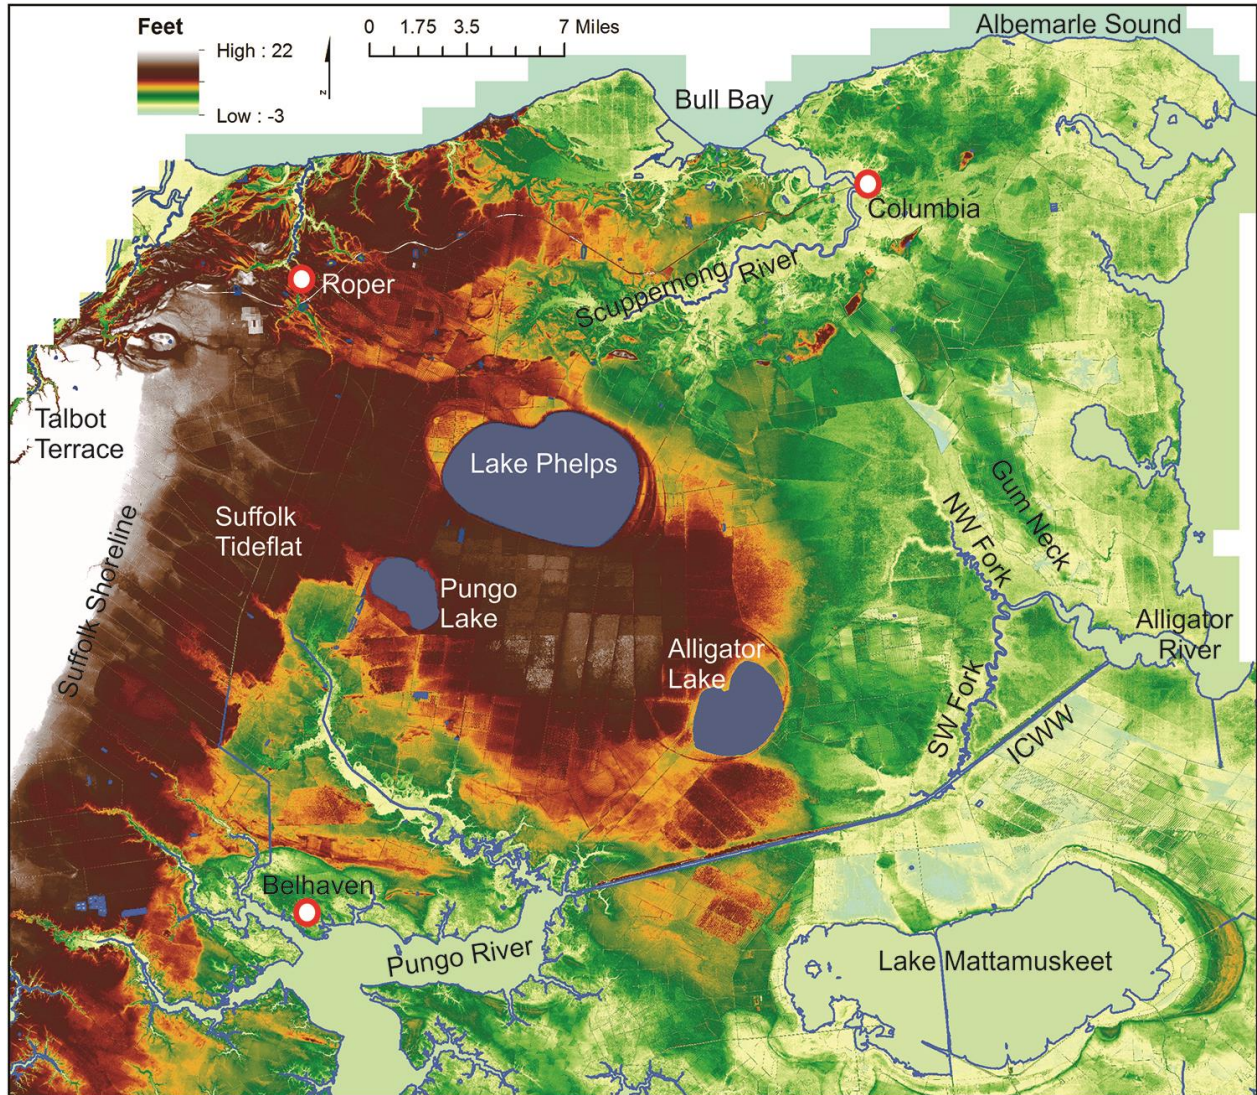 Feet
High : 22
Low : -3
0 1.75 3.5 7 Miles
N
Albemarle Sound
Bull Bay
Columbia
Roper
Scuppernong River
Talbot
Terrace
Lake Phelps
Suffolk
Tideflat
Suffolk Shoreline
Pungo
Lake
Gum Neck
NW Fork
Alligator
River
Alligator
Lake
SW Fork
ICWW
Belhaven
Pungo River
Lake Mattamuskeet